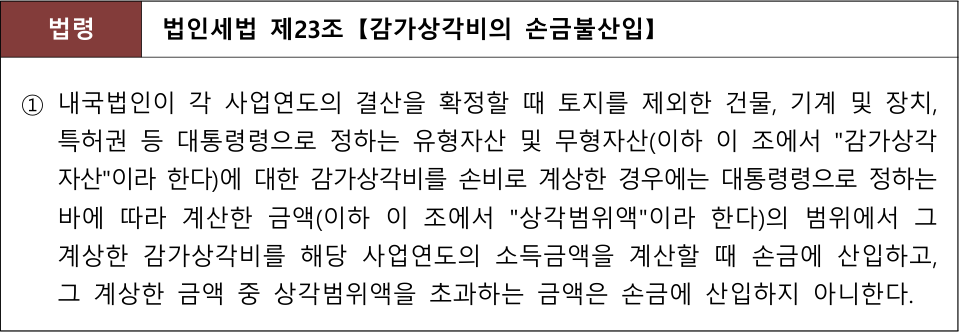 법령
법인세법 제23조【감가상각비의 손금불산입】
① 내국법인이 각 사업연도의 결산을 확정할 때 토지를 제외한 건물, 기계 및 장치,
특허권 등 대통령령으로 정하는 유형자산 및 무형자산(이하 이 조에서 "감가상각
자산"이라 한다)에 대한 감가상각비를 손비로 계상한 경우에는 대통령령으로 정하는
바에 따라 계산한 금액(이하 이 조에서 "상각범위액"이라 한다)의 범위에서 그
계상한 감가상각비를 해당 사업연도의 소득금액을 계산할 때 손금에 산입하고,
그 계상한 금액 중 상각범위액을 초과하는 금액은 손금에 산입하지 아니한다.